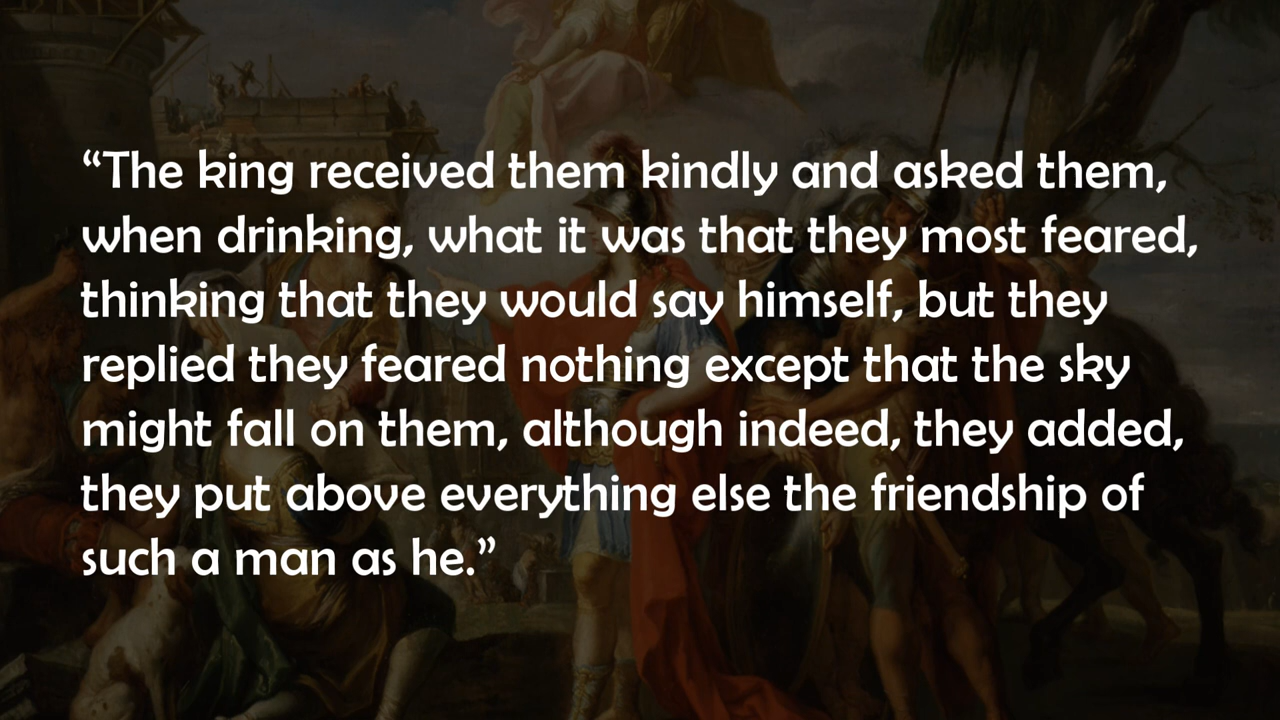 “The king received them kindly and asked them,
when drinking, what it was that they most feared,
thinking that they would say himself, but they
replied they feared nothing except that the sky
might fall on them, although indeed, they added,
they put above everything else the friendship of
such a man as he.”